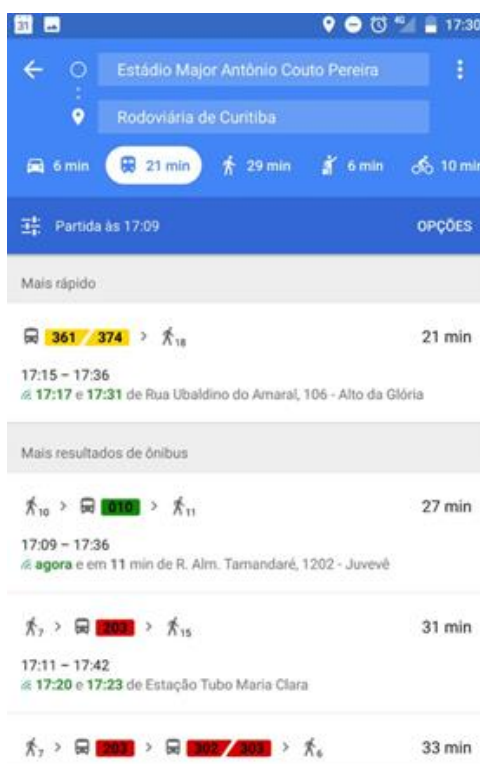 31 4G 17:30
Estádio Major Antônio Couto Pereira
Rodoviária de Curitiba
6 min 21 min 29 min 6 min 10 min
Partida às 17:09 OPÇÕES
Mais rápido
361 / 374 > 18 21 min
17:15 – 17:36
17:17 e 17:31 de Rua Ubaldino do Amaral, 106 - Alto da Glória
Mais resultados de ônibus
10 > 010 > 11 27 min
17:09 – 17:36
agora e em 11 min de R. Alm. Tamandaré, 1202 - Juvevê
7 > 203 > 15 31 min
17:11 – 17:42
17:20 e 17:23 de Estação Tubo Maria Clara
7 > 203 > 302 / 303 > 6 33 min